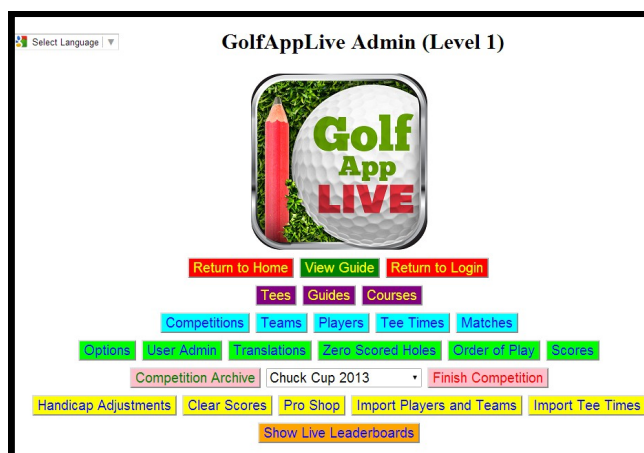 Select Language ▼ GolfAppLive Admin (Level 1)
Golf
App
LIVE
Return to Home View Guide Return to Login
Tees Guides Courses
Competitions Teams Players Tee Times Matches
Options User Admin Translations Zero Scored Holes Order of Play Scores
Competition Archive Chuck Cup 2013 Finish Competition
Handicap Adjustments Clear Scores Pro Shop Import Players and Teams Import Tee Times
Show Live Leaderboards